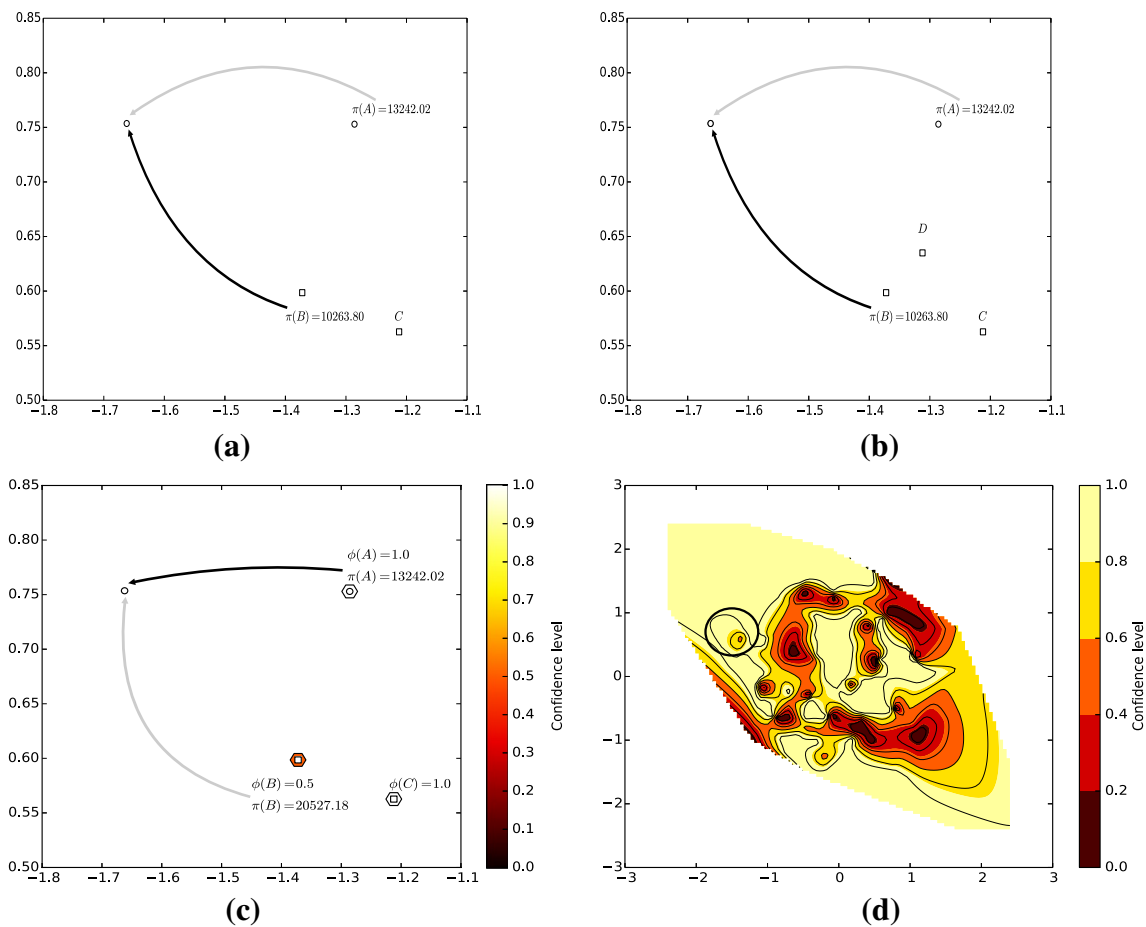 0.85
0.80
0.75
0.70
0.65
0.60
0.55
0.50
−1.8 −1.7 −1.6 −1.5 −1.4 −1.3 −1.2 −1.1
π(A)=13242.02
π(B)=10263.80
C
(a)
0.85
0.80
0.75
0.70
0.65
0.60
0.55
0.50
−1.8 −1.7 −1.6 −1.5 −1.4 −1.3 −1.2 −1.1
π(A)=13242.02
D
π(B)=10263.80
C
(b)
0.85
0.80
0.75
0.70
0.65
0.60
0.55
0.50
−1.8 −1.7 −1.6 −1.5 −1.4 −1.3 −1.2 −1.1
ϕ(A)=1.0
π(A)=13242.02
ϕ(B)=0.5
π(B)=20527.18
ϕ(C)=1.0
1.0
0.9
0.8
0.7
0.6
0.5
0.4
0.3
0.2
0.1
0.0
Confidence level
(c)
3
2
1
0
−1
−2
−3
−3 −2 −1 0 1 2 3
1.0
0.8
0.6
0.4
0.2
0.0
Confidence level
(d)